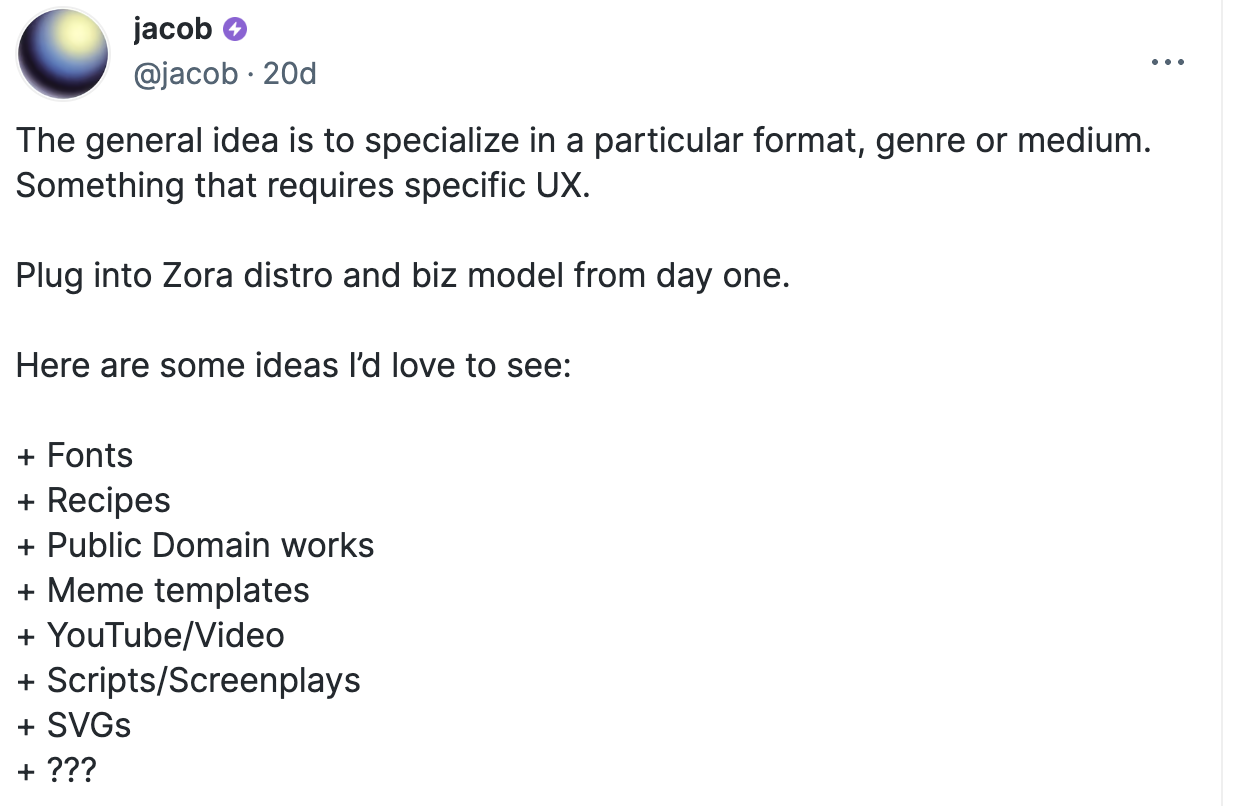 jacob
@jacob · 20d
The general idea is to specialize in a particular format, genre or medium.
Something that requires specific UX.
Plug into Zora distro and biz model from day one.
Here are some ideas I’d love to see:
+ Fonts
+ Recipes
+ Public Domain works
+ Meme templates
+ YouTube/Video
+ Scripts/Screenplays
+ SVGs
+ ???